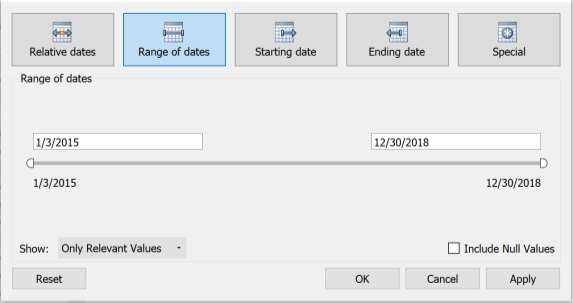 Relative dates Range of dates Starting date Ending date Special
Range of dates
1/3/2015 12/30/2018
1/3/2015 12/30/2018
Show: Only Relevant Values Include Null Values
Reset OK Cancel Apply